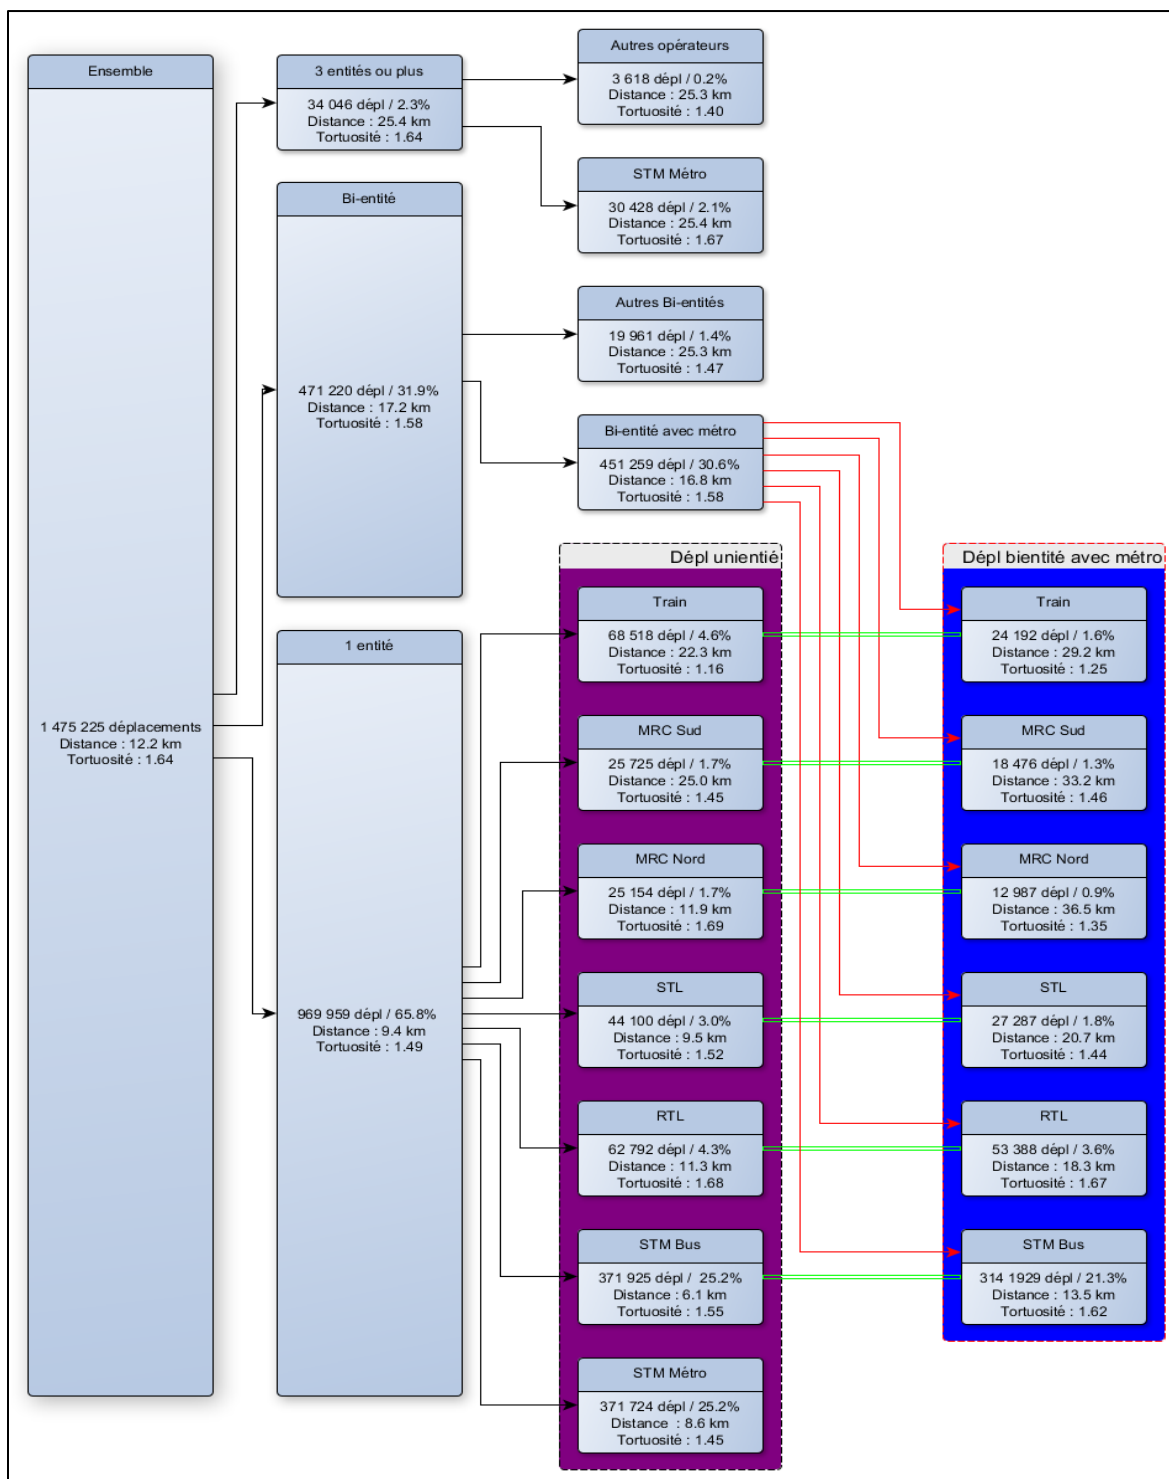 Ensemble
1 475 225 déplacements
Distance : 12.2 km
Tortuosité : 1.64
3 entités ou plus
34 046 dépl / 2.3%
Distance : 25.4 km
Tortuosité : 1.64
Bi-entité
471 220 dépl / 31.9%
Distance : 17.2 km
Tortuosité : 1.58
1 entité
969 959 dépl / 65.8%
Distance : 9.4 km
Tortuosité : 1.49
Autres opérateurs
3 618 dépl / 0.2%
Distance : 25.3 km
Tortuosité : 1.40
STM Métro
30 428 dépl / 2.1%
Distance : 25.4 km
Tortuosité : 1.67
Autres Bi-entités
19 961 dépl / 1.4%
Distance : 25.3 km
Tortuosité : 1.47
Bi-entité avec métro
451 259 dépl / 30.6%
Distance : 16.8 km
Tortuosité : 1.58
Dépl unientié
Train
68 518 dépl / 4.6%
Distance : 22.3 km
Tortuosité : 1.16
MRC Sud
25 725 dépl / 1.7%
Distance : 25.0 km
Tortuosité : 1.45
MRC Nord
25 154 dépl / 1.7%
Distance : 11.9 km
Tortuosité : 1.69
STL
44 100 dépl / 3.0%
Distance : 9.5 km
Tortuosité : 1.52
RTL
62 792 dépl / 4.3%
Distance : 11.3 km
Tortuosité : 1.68
STM Bus
371 925 dépl /  25.2%
Distance : 6.1 km
Tortuosité : 1.55
STM Métro
371 724 dépl / 25.2%
Distance  : 8.6 km
Tortuosité : 1.45
Dépl bientité avec métro
Train
24 192 dépl / 1.6%
Distance : 29.2 km
Tortuosité : 1.25
MRC Sud
18 476 dépl / 1.3%
Distance : 33.2 km
Tortuosité : 1.46
MRC Nord
12 987 dépl / 0.9%
Distance : 36.5 km
Tortuosité : 1.35
STL
27 287 dépl / 1.8%
Distance : 20.7 km
Tortuosité : 1.44
RTL
53 388 dépl / 3.6%
Distance : 18.3 km
Tortuosité : 1.67
STM Bus
314 1929 dépl / 21.3%
Distance : 13.5 km
Tortuosité : 1.62